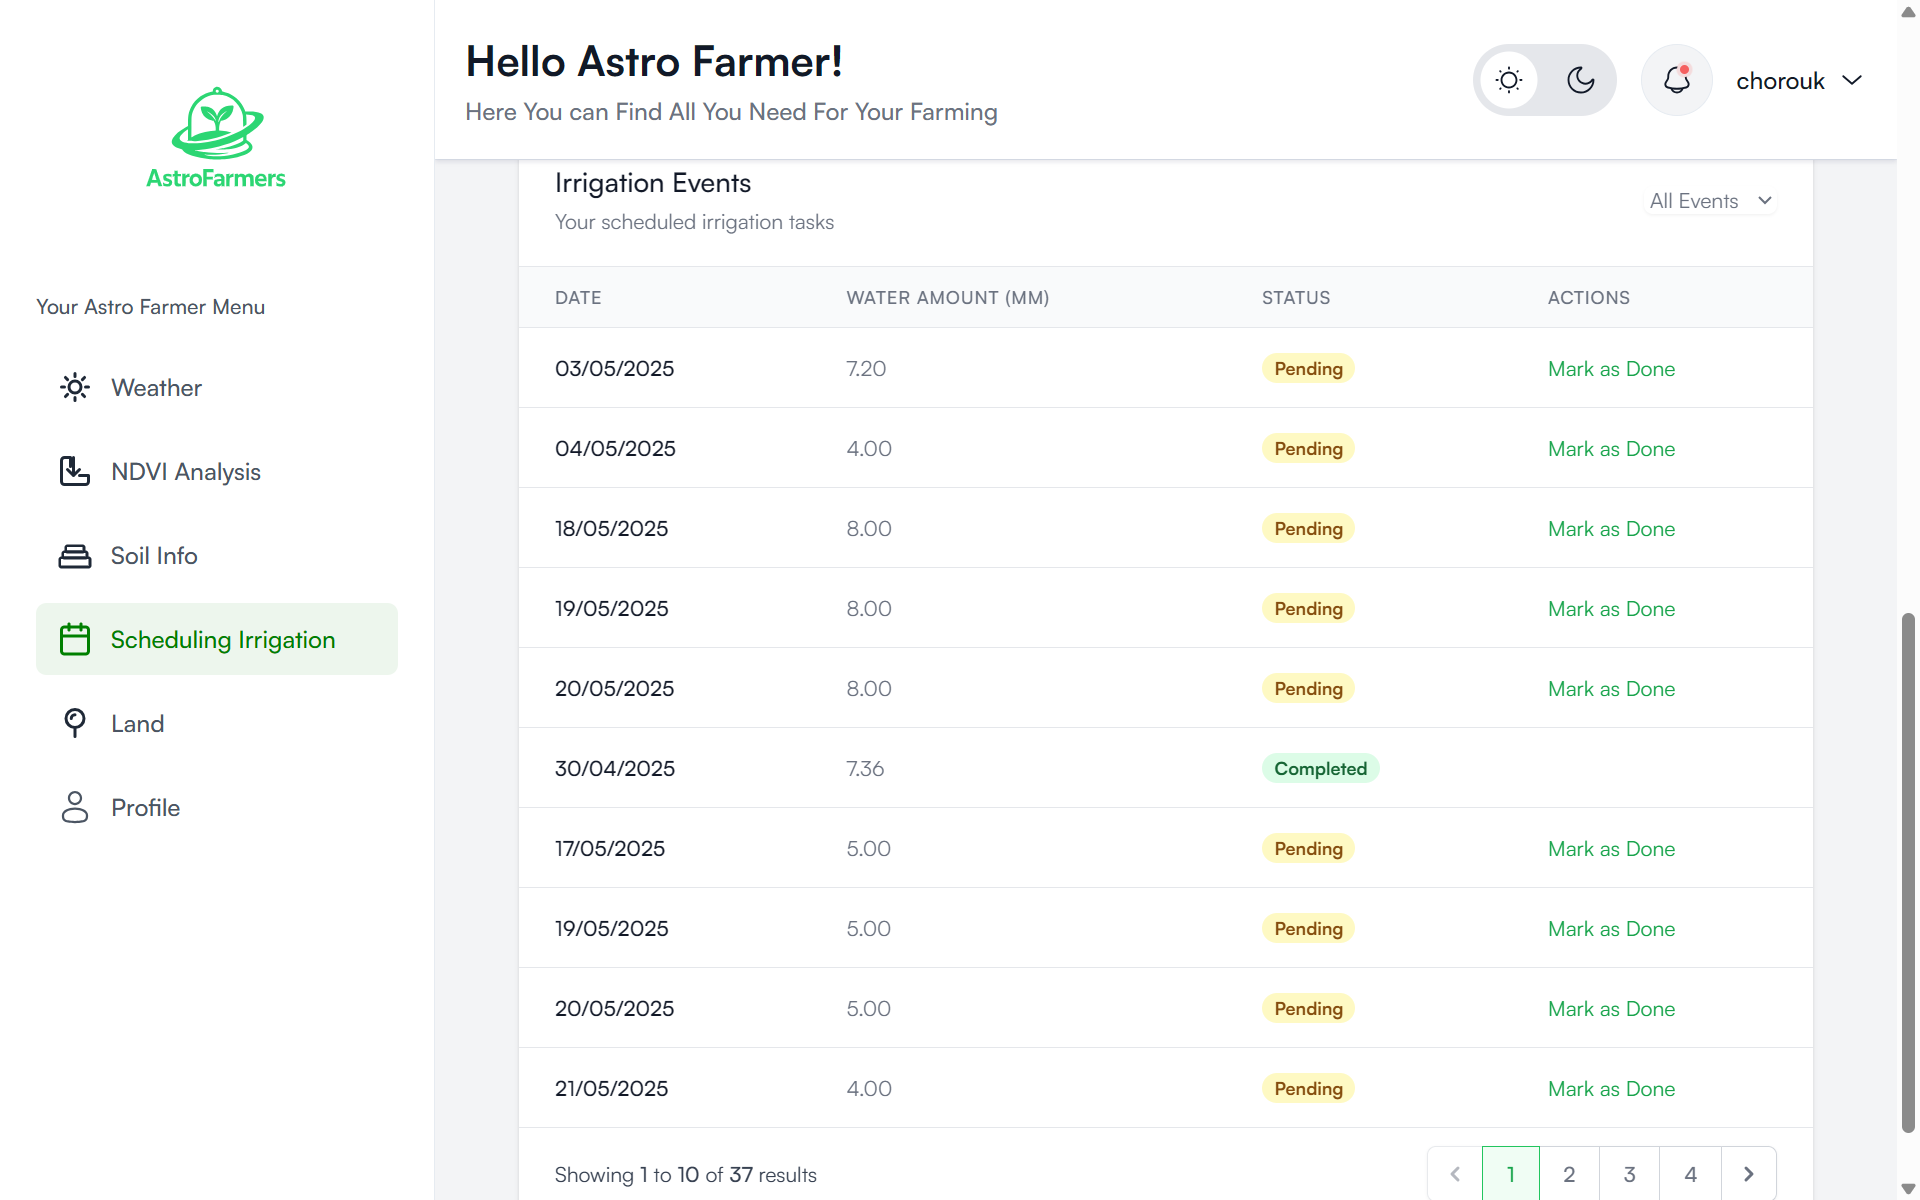 AstroFarmers
Your Astro Farmer Menu
Weather
NDVI Analysis
Soil Info
Scheduling Irrigation
Land
Profile
Hello Astro Farmer!
Here You can Find All You Need For Your Farming
chorouk
Irrigation Events
Your scheduled irrigation tasks
All Events
DATE WATER AMOUNT (MM) STATUS ACTIONS
03/05/2025 7.20 Pending Mark as Done
04/05/2025 4.00 Pending Mark as Done
18/05/2025 8.00 Pending Mark as Done
19/05/2025 8.00 Pending Mark as Done
20/05/2025 8.00 Pending Mark as Done
30/04/2025 7.36 Completed
17/05/2025 5.00 Pending Mark as Done
19/05/2025 5.00 Pending Mark as Done
20/05/2025 5.00 Pending Mark as Done
21/05/2025 4.00 Pending Mark as Done
Showing 1 to 10 of 37 results
1 2 3 4